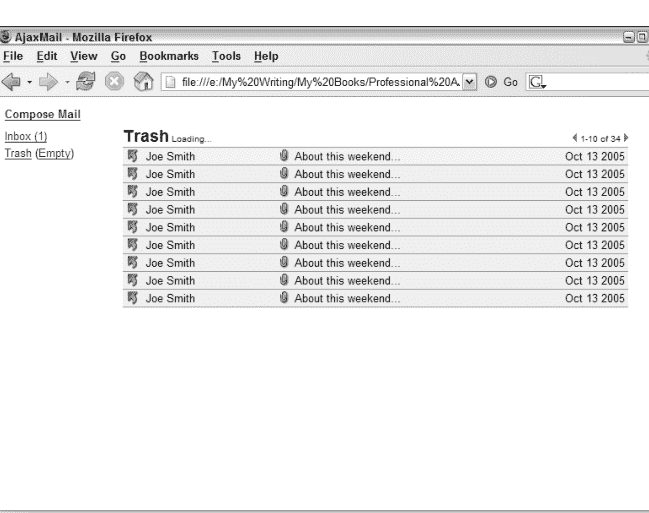 AjaxMail - Mozilla Firefox
File Edit View Go Bookmarks Tools Help
file:///e:/My%20Writing/My%20Books/Professional%20A. Go G
Compose Mail
Inbox (1)
Trash (Empty)
Trash Loading...
1-10 of 34
Joe Smith About this weekend... Oct 13 2005
Joe Smith About this weekend... Oct 13 2005
Joe Smith About this weekend... Oct 13 2005
Joe Smith About this weekend... Oct 13 2005
Joe Smith About this weekend... Oct 13 2005
Joe Smith About this weekend... Oct 13 2005
Joe Smith About this weekend... Oct 13 2005
Joe Smith About this weekend... Oct 13 2005
Joe Smith About this weekend... Oct 13 2005